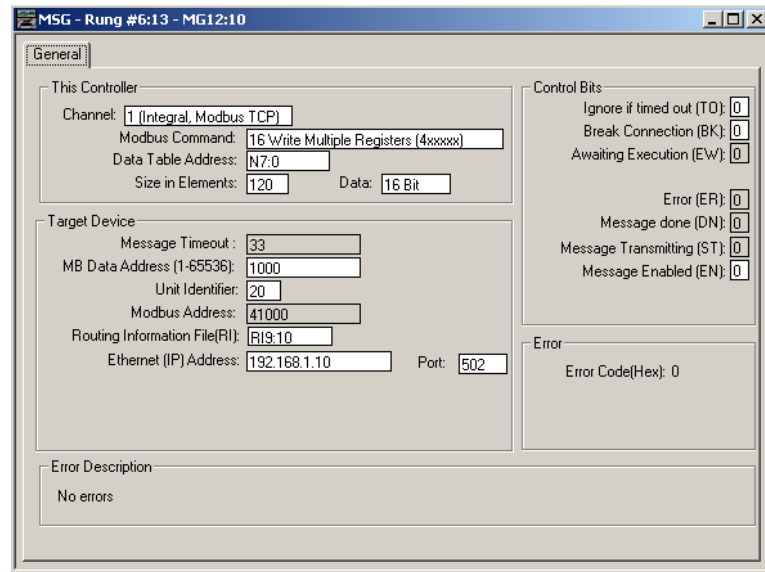 MSG - Rung #6:13 - MG12:10
General
This Controller
Channel: 1 (Integral, Modbus TCP)
Modbus Command: 16 Write Multiple Registers (4xxxxx)
Data Table Address: N7:0
Size in Elements: 120 Data: 16 Bit
Target Device
Message Timeout : 33
MB Data Address (1-65536): 1000
Unit Identifier: 20
Modbus Address: 41000
Routing Information File(RI): RI9:10
Ethernet (IP) Address: 192.168.1.10 Port: 502
Control Bits
Ignore if timed out (TO): 0
Break Connection (BK): 0
Awaiting Execution (EW): 0
Error (ER): 0
Message done (DN): 0
Message Transmitting (ST): 0
Message Enabled (EN): 0
Error
Error Code(Hex): 0
Error Description
No errors